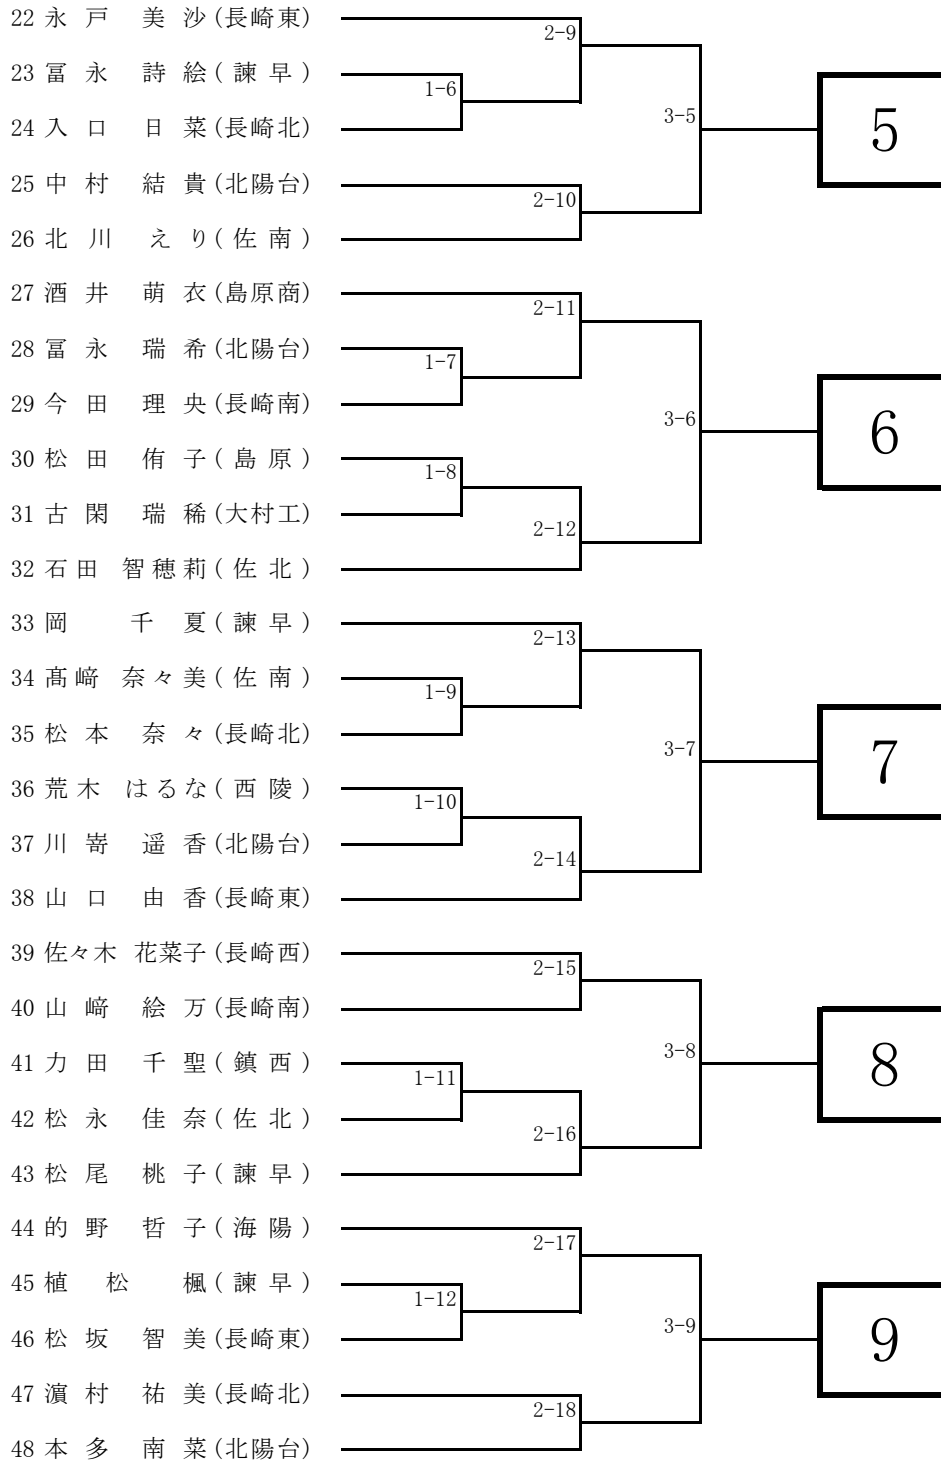 22 永戸 美沙(長崎東)
2-9
23 冨永 詩絵(諫早)
1-6
24 入口 日菜(長崎北)
3-5
5
25 中村 結貴(北陽台)
2-10
26 北川 えり(佐南)
27 酒井 萌衣(島原商)
2-11
28 冨永 瑞希(北陽台)
1-7
29 今田 理央(長崎南)
3-6
6
30 松田 侑子(島原)
1-8
31 古閑 瑞稀(大村工)
2-12
32 石田 智穂莉(佐北)
33 岡 千夏(諫早)
2-13
34 髙﨑 奈々美(佐南)
1-9
35 松本 奈々(長崎北)
3-7
7
36 荒木 はるな(西陵)
1-10
37 川嵜 遥香(北陽台)
2-14
38 山口 由香(長崎東)
39 佐々木 花菜子(長崎西)
2-15
40 山﨑 絵万(長崎南)
3-8
8
41 力田 千聖(鎮西)
1-11
42 松永 佳奈(佐北)
2-16
43 松尾 桃子(諫早)
44 的野 哲子(海陽)
2-17
45 植松 楓(諫早)
1-12
46 松坂 智美(長崎東)
3-9
9
47 濵村 祐美(長崎北)
2-18
48 本多 南菜(北陽台)